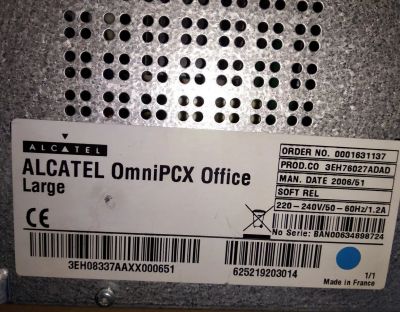 ALCATEL
ALCATEL OmniPCX Office
Large
ORDER NO. 0001631137
PROD.CO 3EH76027ADAD
MAN. DATE 2006/51
SOFT REL
220-240V/50-60Hz/1.2A
No Serie: BAN00634898724
CE
3EH08337AAXX000651
625219203014
1/1
Made in France